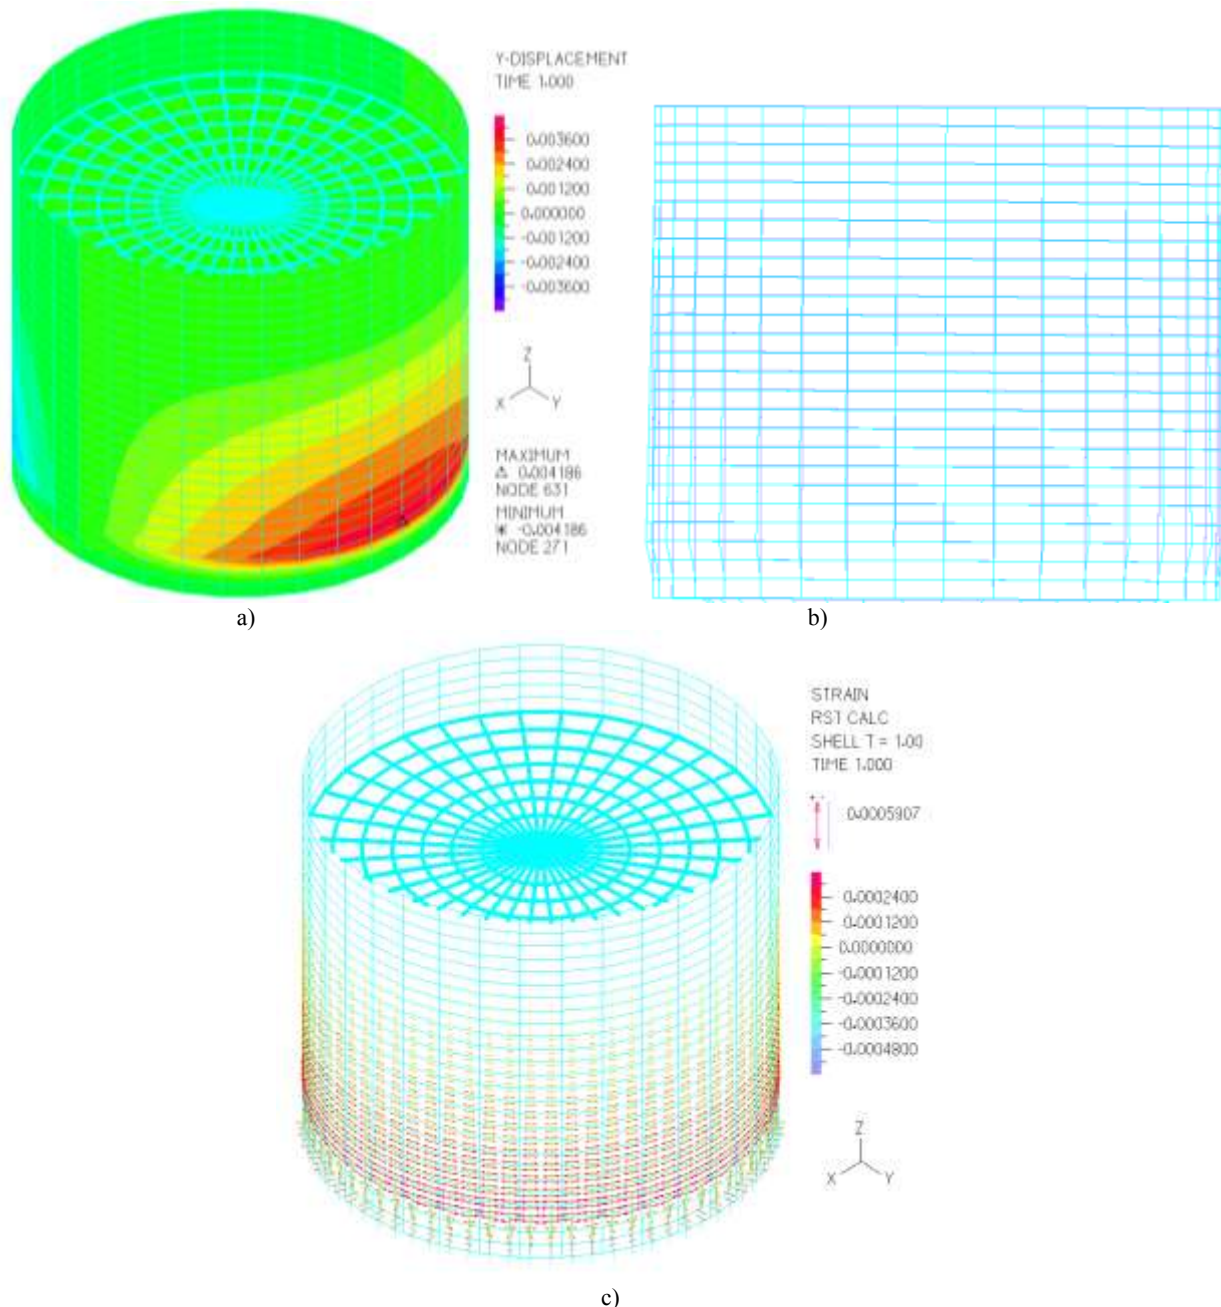 Y-DISPLACEMENT
TIME 1.000
0.003600
0.002400
0.001200
0.000000
-0.001200
-0.002400
-0.003600
Z
X
Y
MAXIMUM
Δ 0.004186
NODE 631
MINIMUM
* -0.004186
NODE 271
a)
b)
STRAIN
RST CALC
SHELL T = 1.00
TIME 1.000
+ -
0.0005907
0.0002400
0.0001200
0.0000000
-0.0001200
-0.0002400
-0.0003600
-0.0004800
Z
X
Y
c)